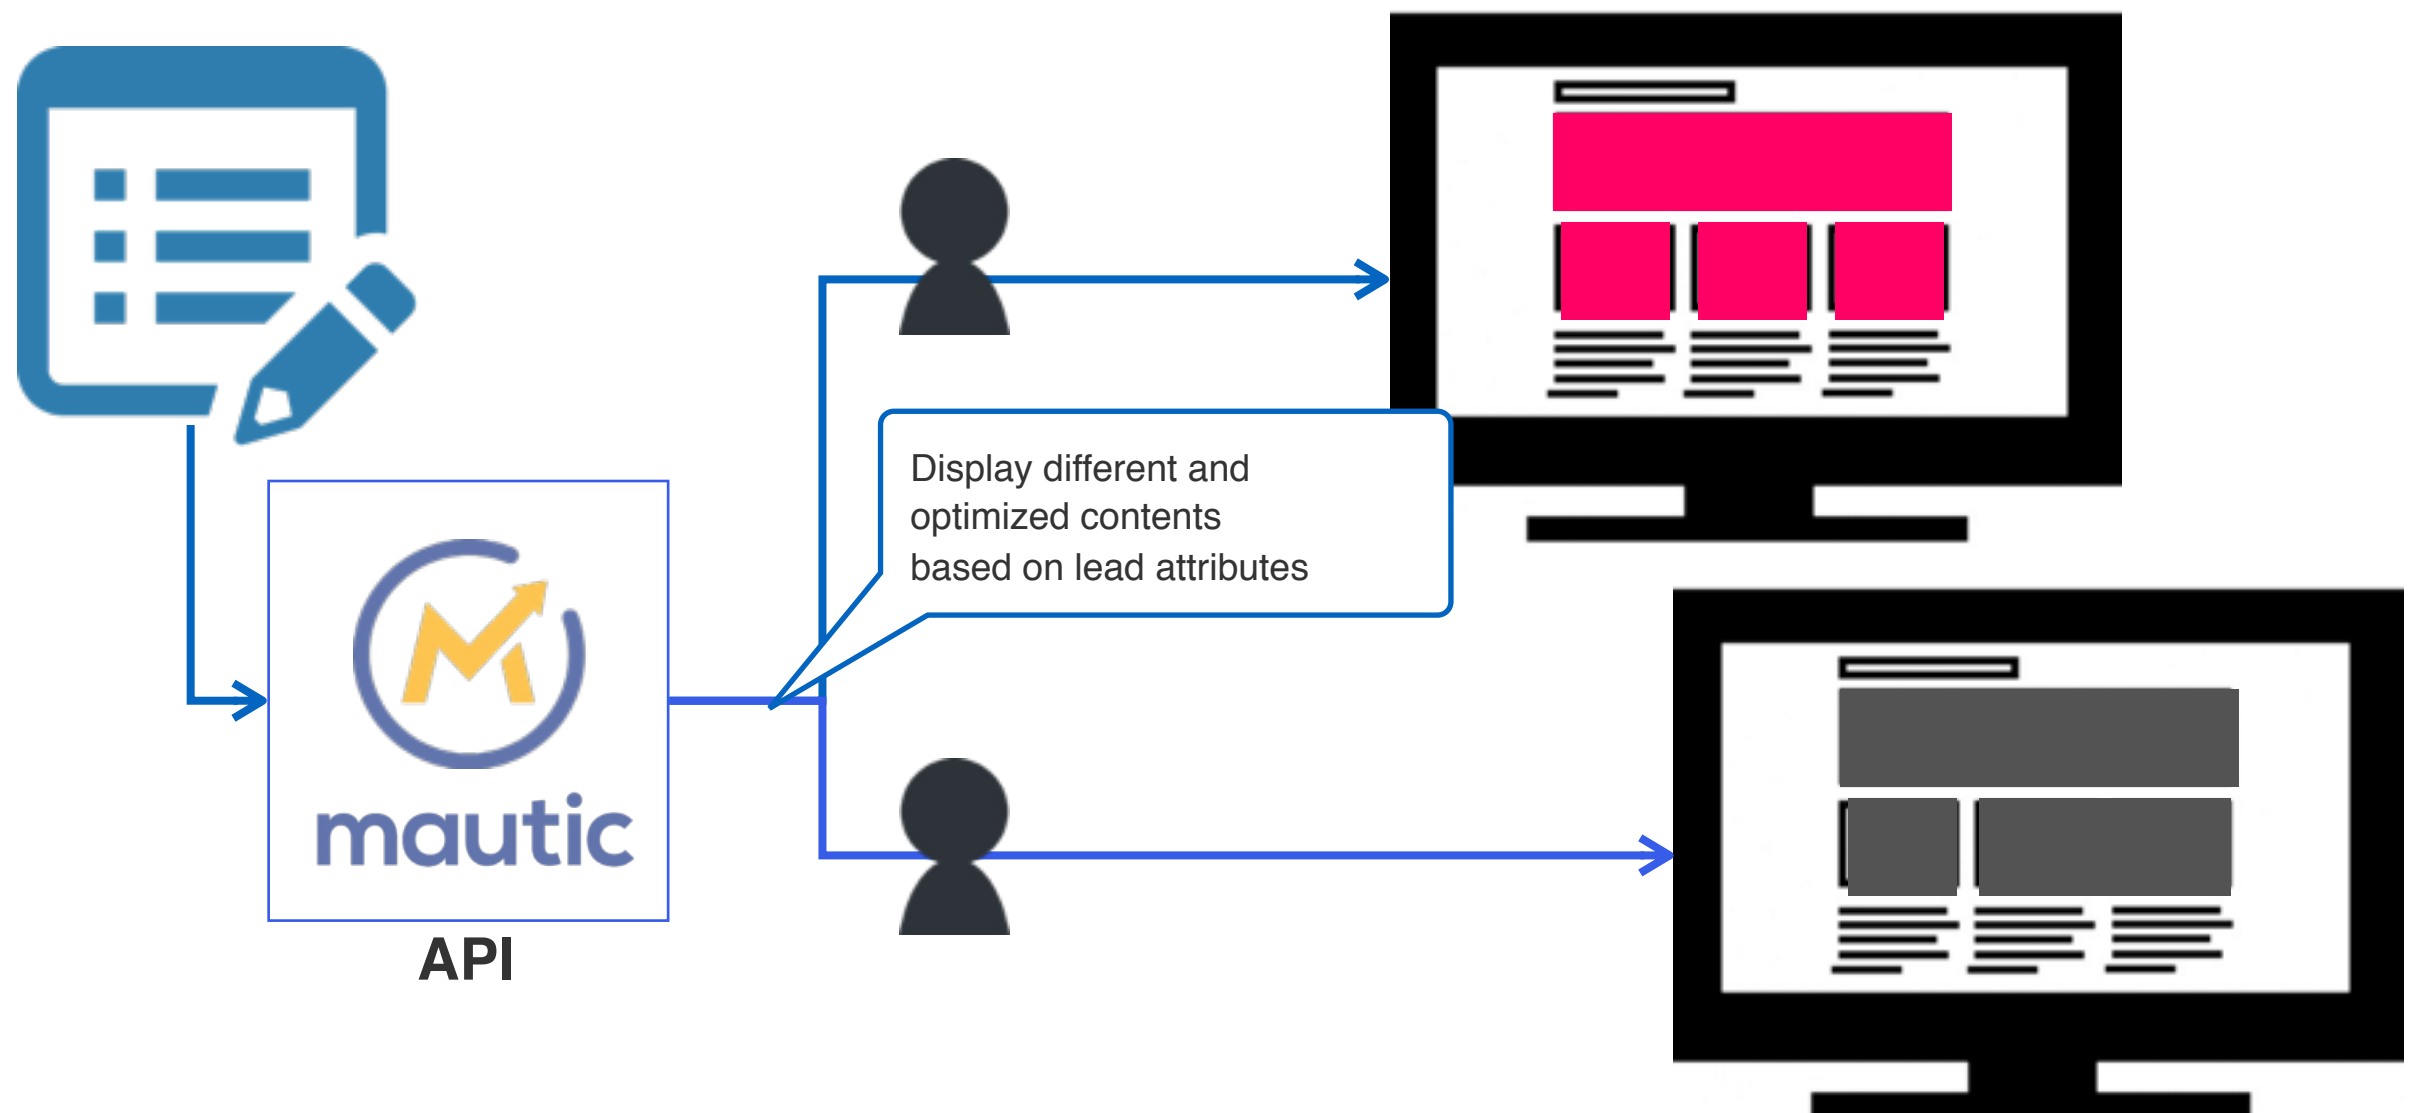 Display different and
optimized contents
based on lead attributes
mautic
API